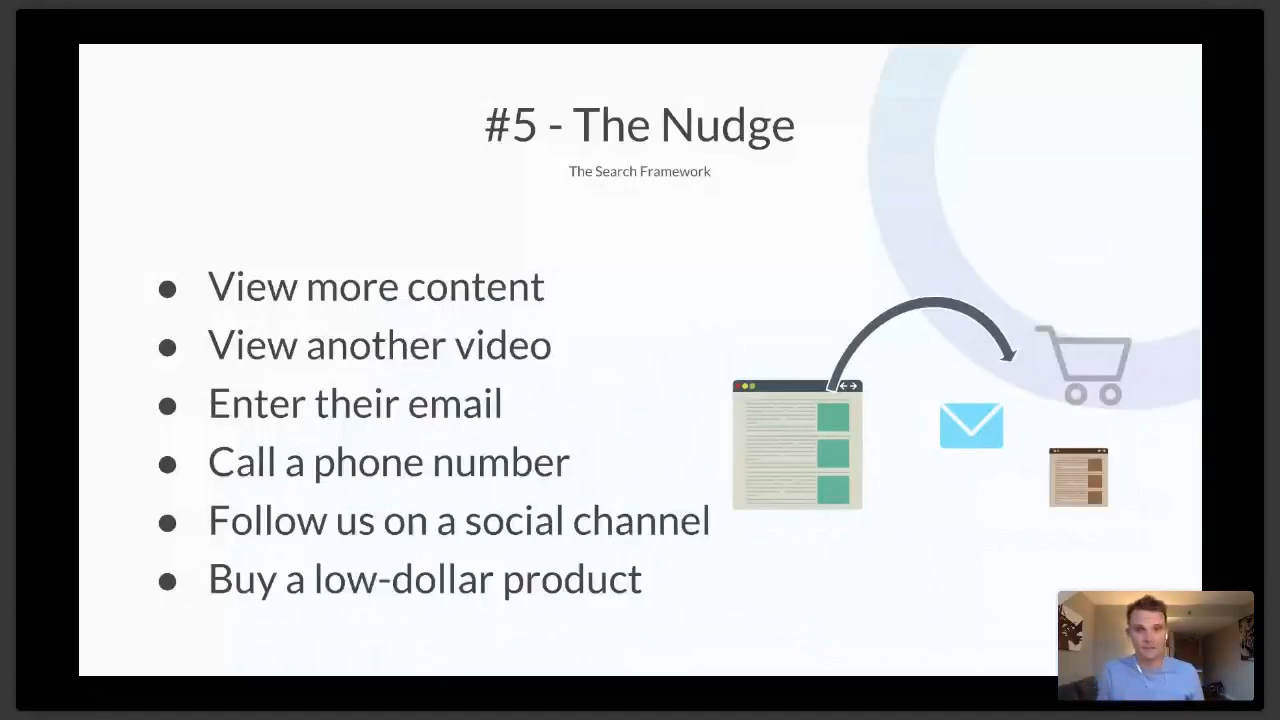 #5 - The Nudge
The Search Framework
● View more content
● View another video
● Enter their email
● Call a phone number
● Follow us on a social channel
● Buy a low-dollar product